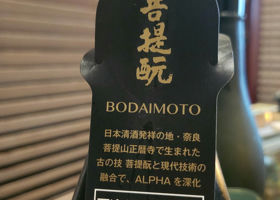 菩提酛
BODAIMOTO
日本清酒発祥の地・奈良
菩提山正暦寺で生まれた
古の技 菩提酛と現代技術の
融合で、ALPHA を深化